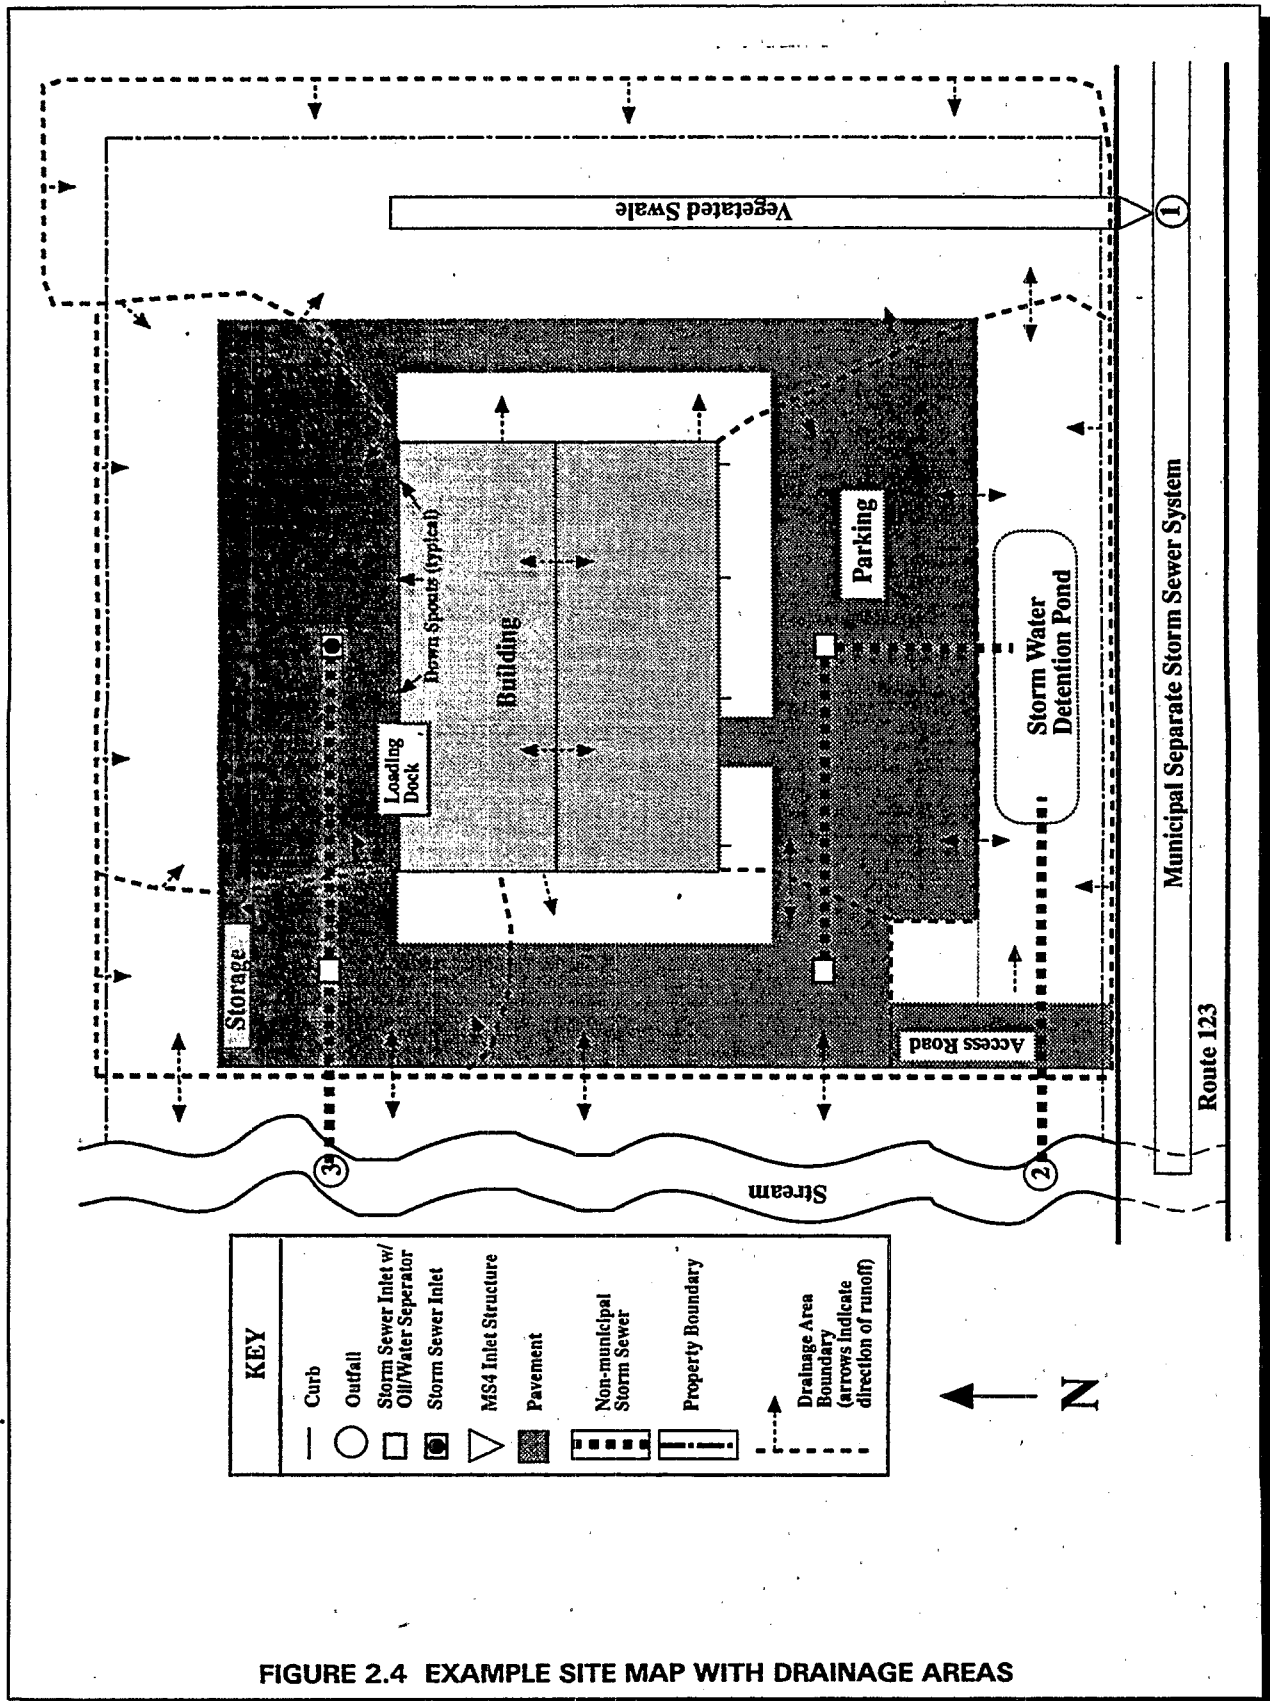 Vegetated Swale
1
Storage
Loading
Dock
Down Spouts (typical)
Building
Parking
Storm Water
Detention Pond
Access Road
Municipal Separate Storm Sewer System
Route 123
3
2
Stream
KEY
Curb
Outfall
Storm Sewer Inlet w/
Oil/Water Seperator
Storm Sewer Inlet
MS4 Inlet Structure
Pavement
Non-municipal
Storm Sewer
Property Boundary
Drainage Area
Boundary
(arrows indicate
direction of runoff)
N
FIGURE 2.4 EXAMPLE SITE MAP WITH DRAINAGE AREAS